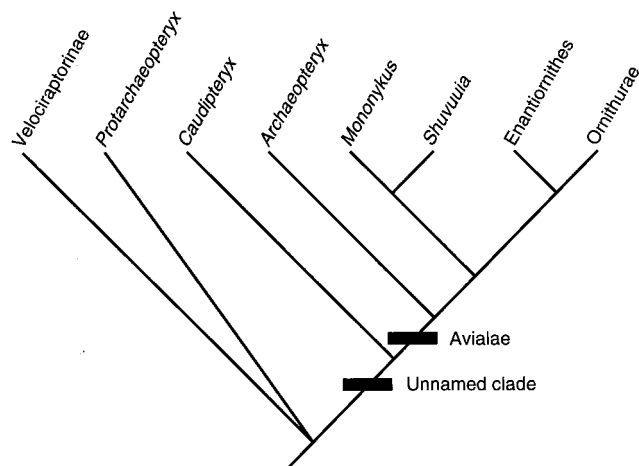 Velociraptorinae
Protarchaeopteryx
Caudipteryx
Archaeopteryx
Mononykus
Shuvuuia
Enantiornithes
Ornithurae
Avialae
Unnamed clade